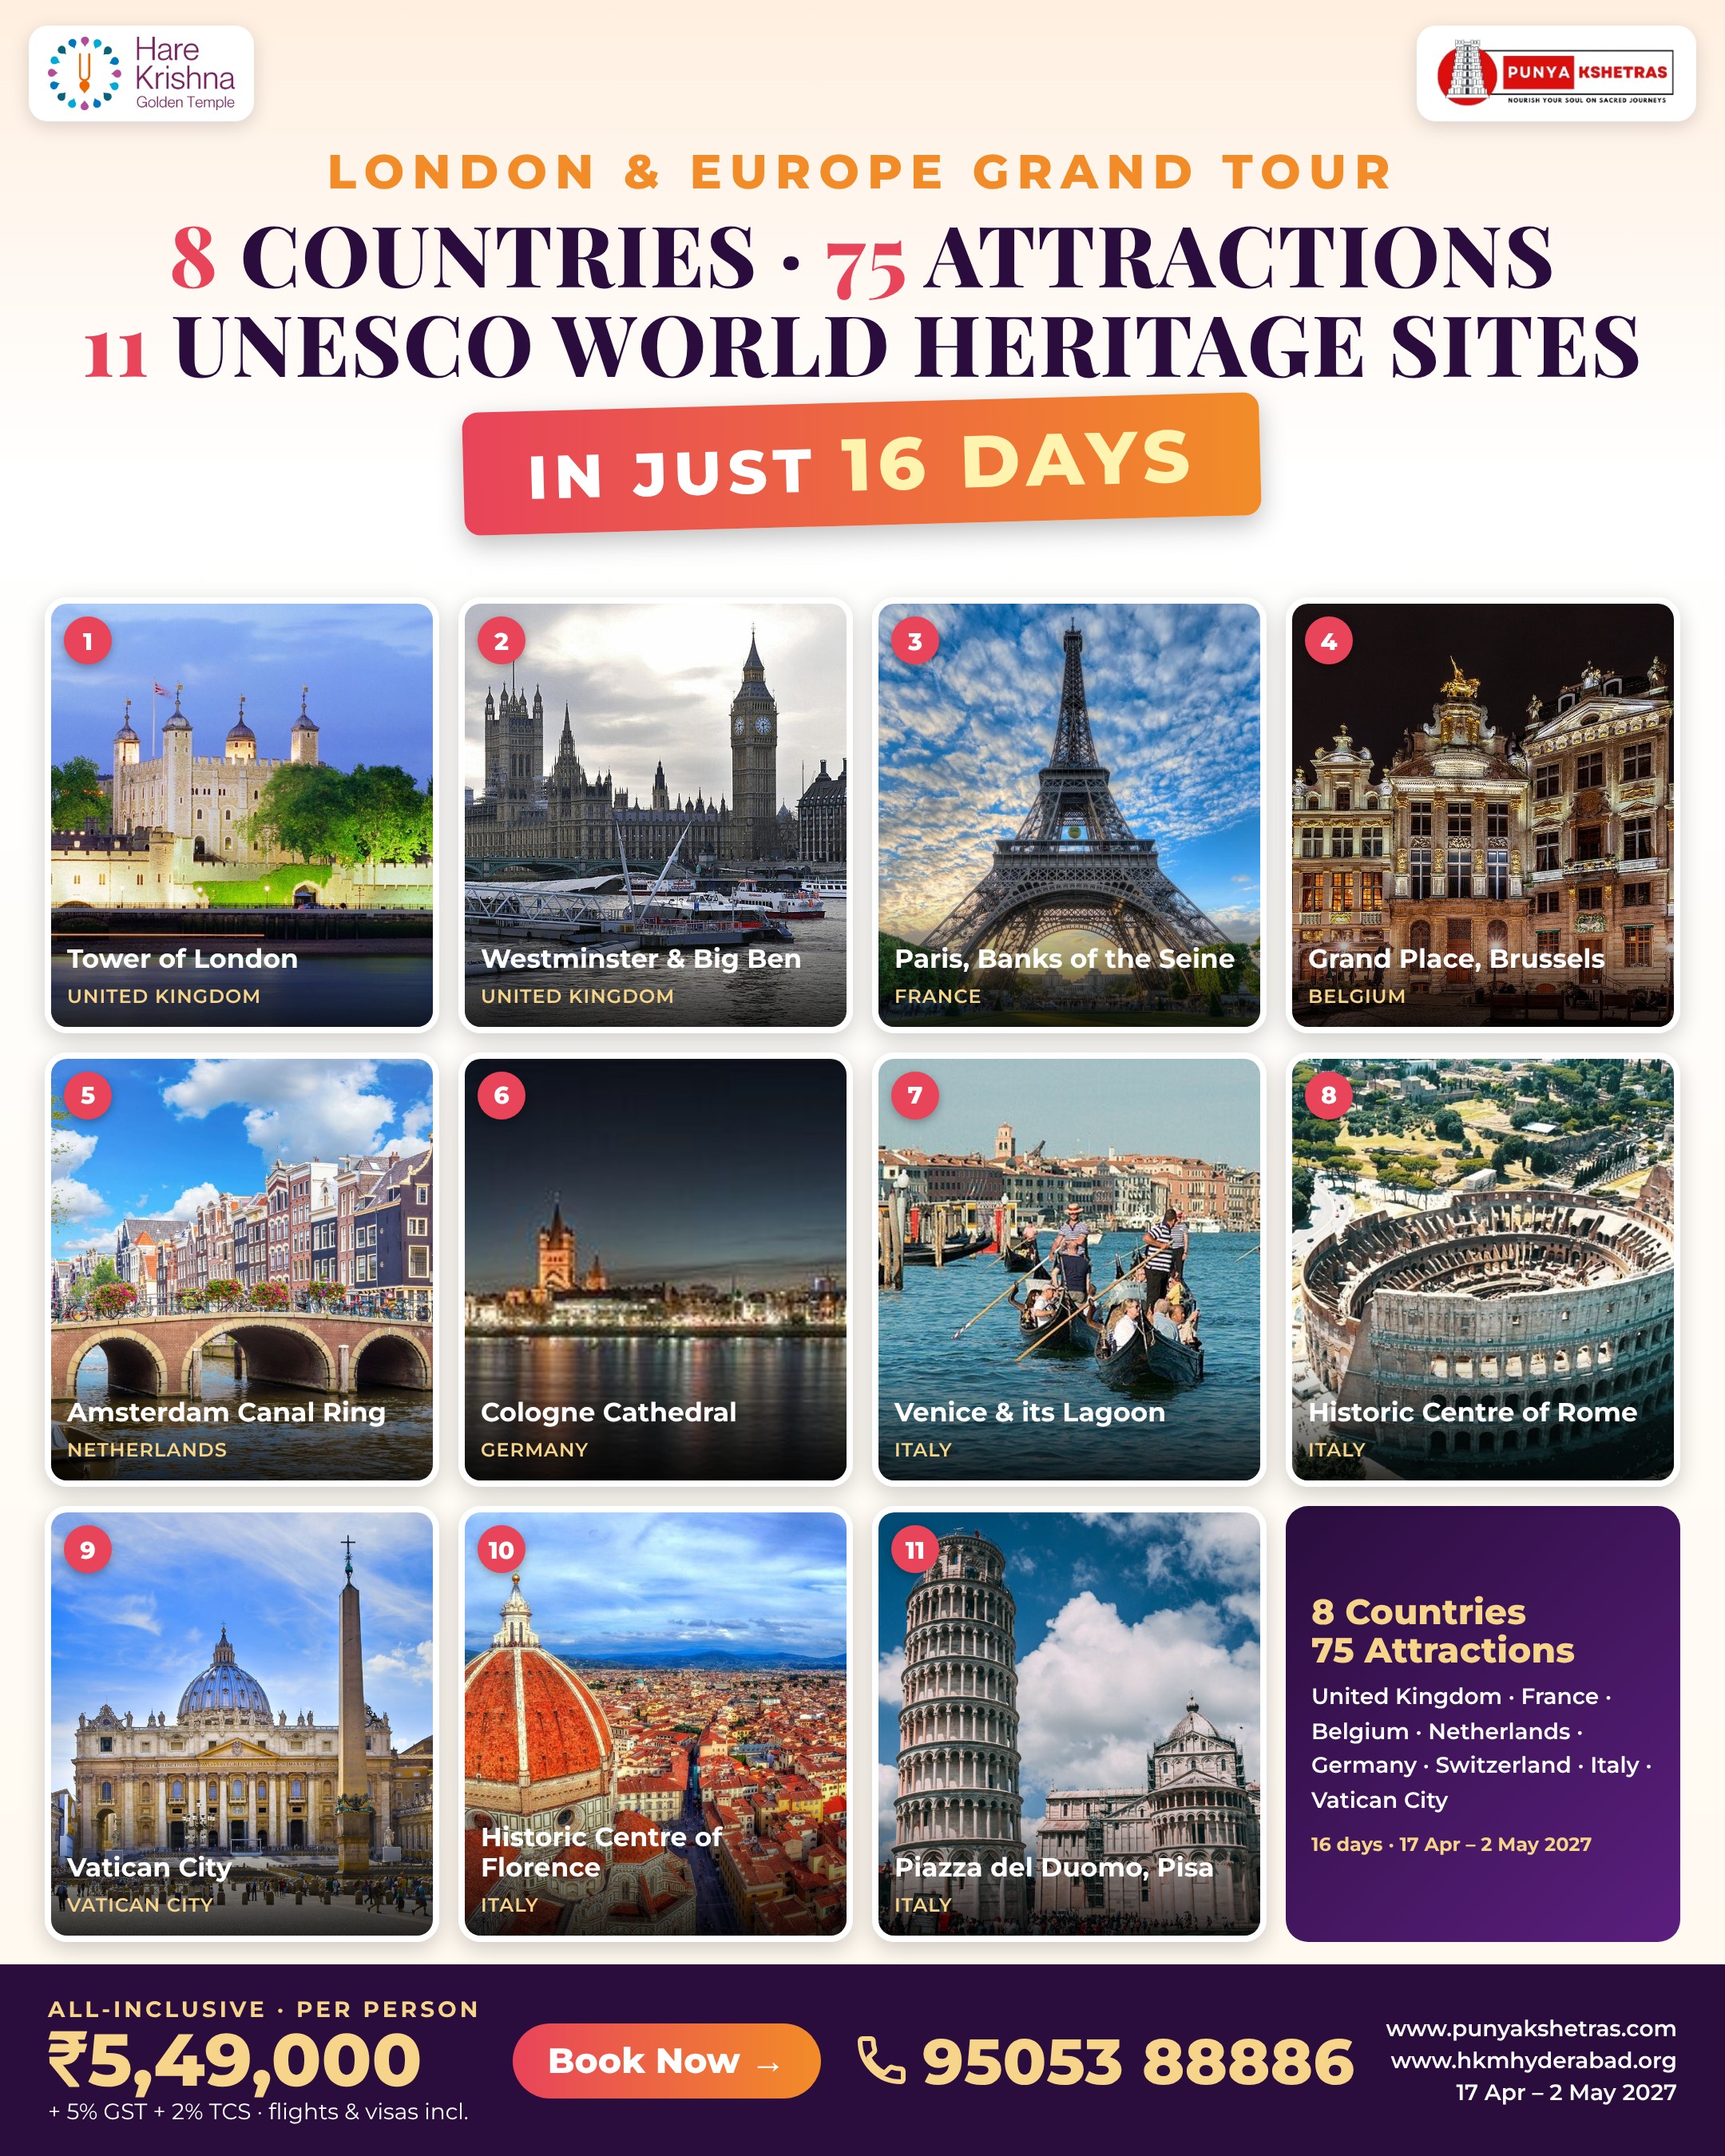 Hare
Krishna
Golden Temple
PUNYA KSHETRAS
NOURISH YOUR SOUL ON SACRED JOURNEYS
LONDON & EUROPE GRAND TOUR
8 COUNTRIES · 75 ATTRACTIONS
11 UNESCO WORLD HERITAGE SITES
IN JUST 16 DAYS
1
Tower of London
UNITED KINGDOM
2
Westminster & Big Ben
UNITED KINGDOM
3
Paris, Banks of the Seine
FRANCE
4
Grand Place, Brussels
BELGIUM
5
Amsterdam Canal Ring
NETHERLANDS
6
Cologne Cathedral
GERMANY
7
Venice & its Lagoon
ITALY
8
Historic Centre of Rome
ITALY
9
Vatican City
VATICAN CITY
10
Historic Centre of
Florence
ITALY
11
Piazza del Duomo, Pisa
ITALY
8 Countries
75 Attractions
United Kingdom · France ·
Belgium · Netherlands ·
Germany · Switzerland · Italy ·
Vatican City
16 days · 17 Apr – 2 May 2027
ALL-INCLUSIVE · PER PERSON
₹5,49,000
+ 5% GST + 2% TCS · flights & visas incl.
Book Now →
95053 88886
www.punyakshetras.com
www.hkmhyderabad.org
17 Apr – 2 May 2027